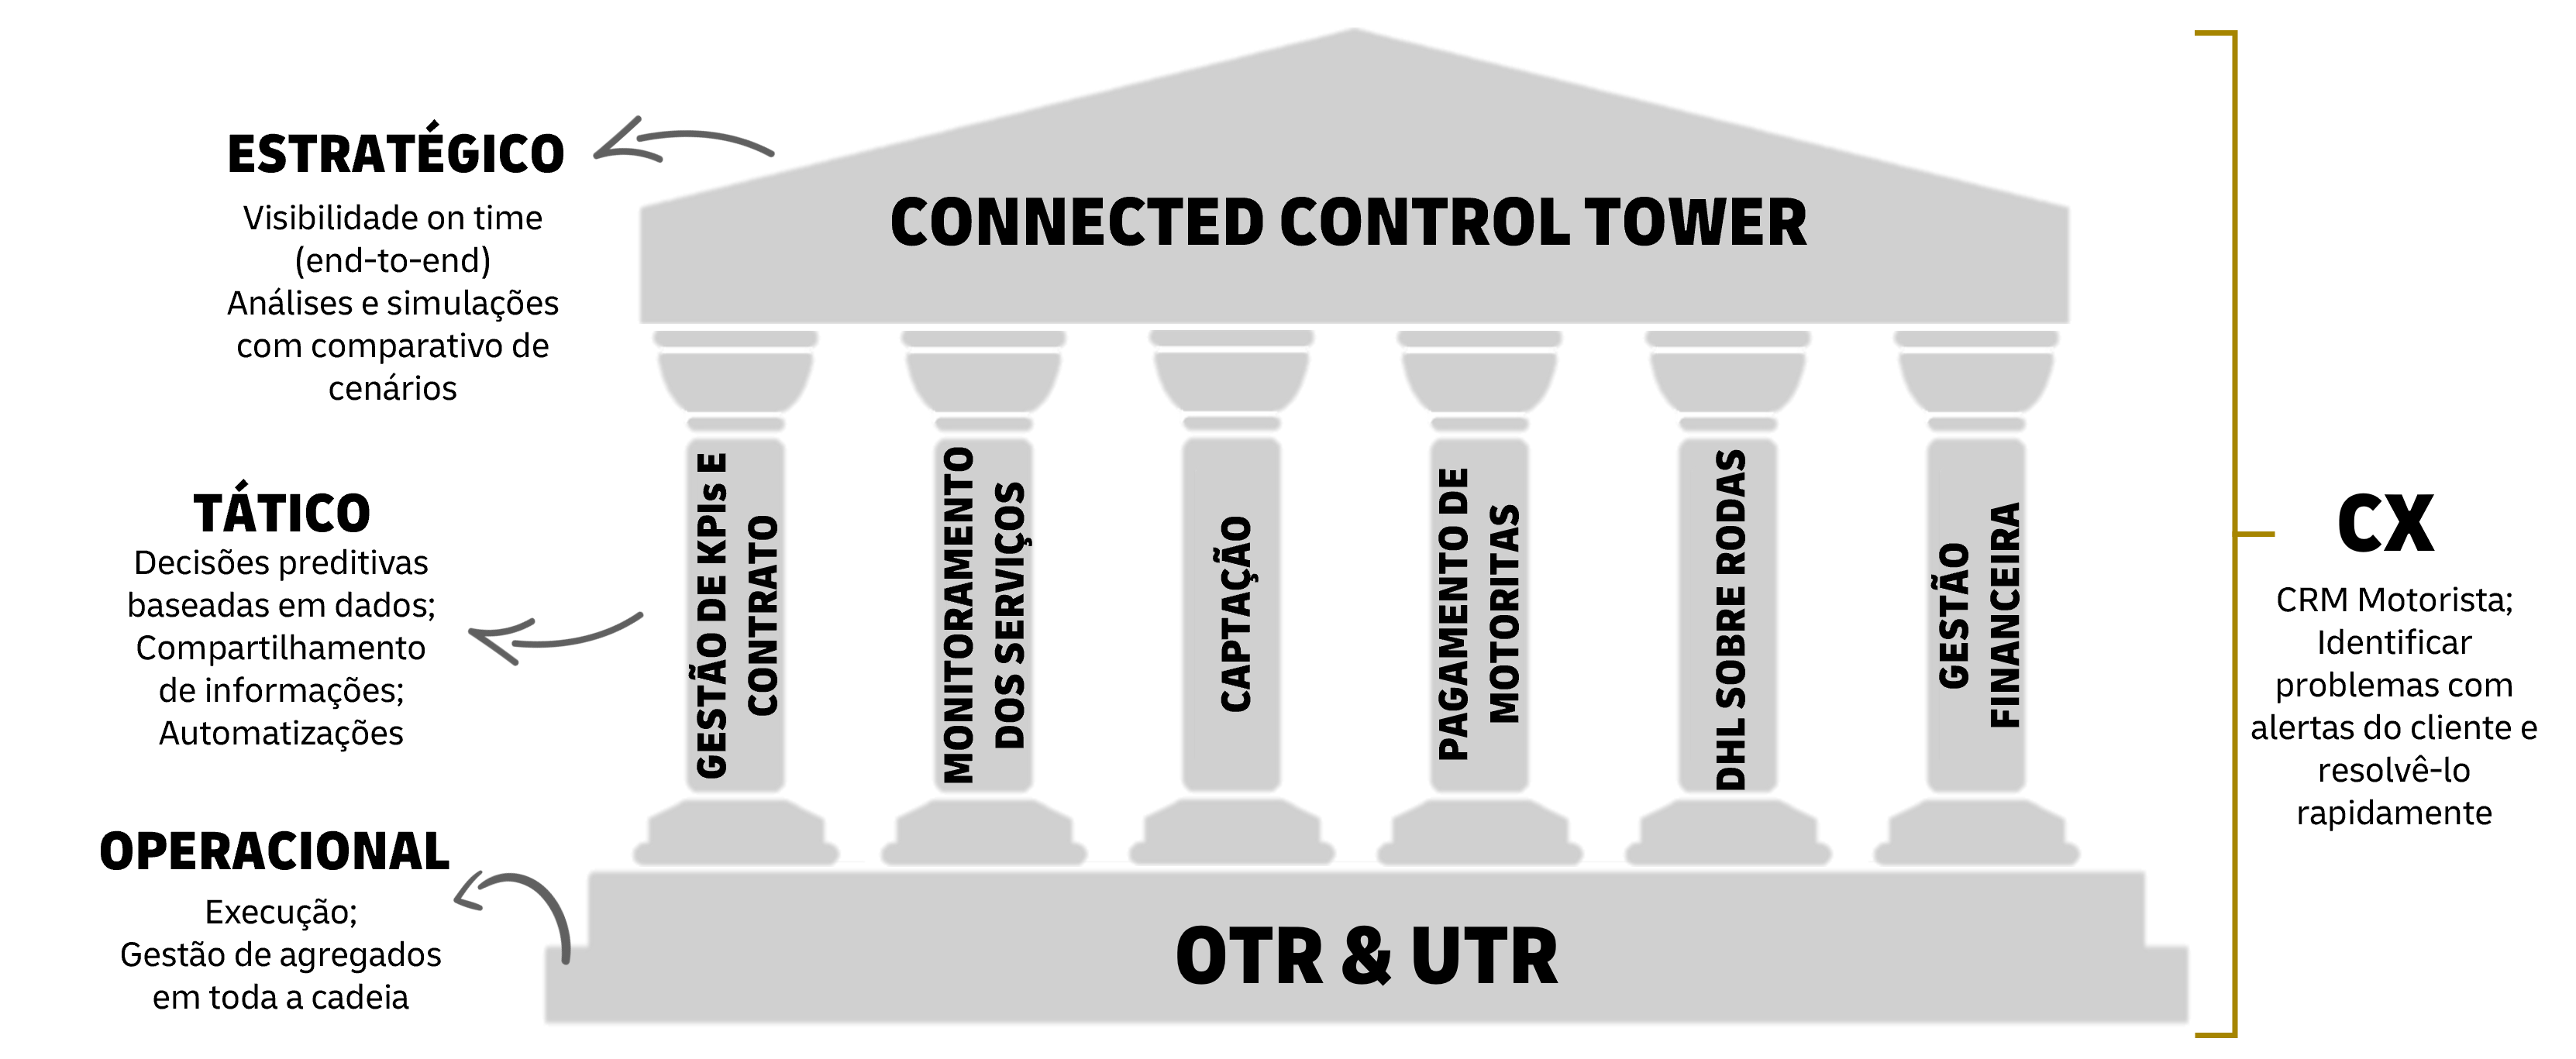 ESTRATÉGICO
Visibilidade on time
(end-to-end)
Análises e simulações
com comparativo de
cenários
TÁTICO
Decisões preditivas
baseadas em dados;
Compartilhamento
de informações;
Automatizações
OPERACIONAL
Execução;
Gestão de agregados
em toda a cadeia
CONNECTED CONTROL TOWER
GESTÃO DE KPIs E
CONTRATO
MONITORAMENTO
DOS SERVIÇOS
CAPTAÇÃO
PAGAMENTO DE
MOTORITAS
DHL SOBRE RODAS
GESTÃO
FINANCEIRA
OTR & UTR
CX
CRM Motorista;
Identificar
problemas com
alertas do cliente e
resolvê-lo
rapidamente